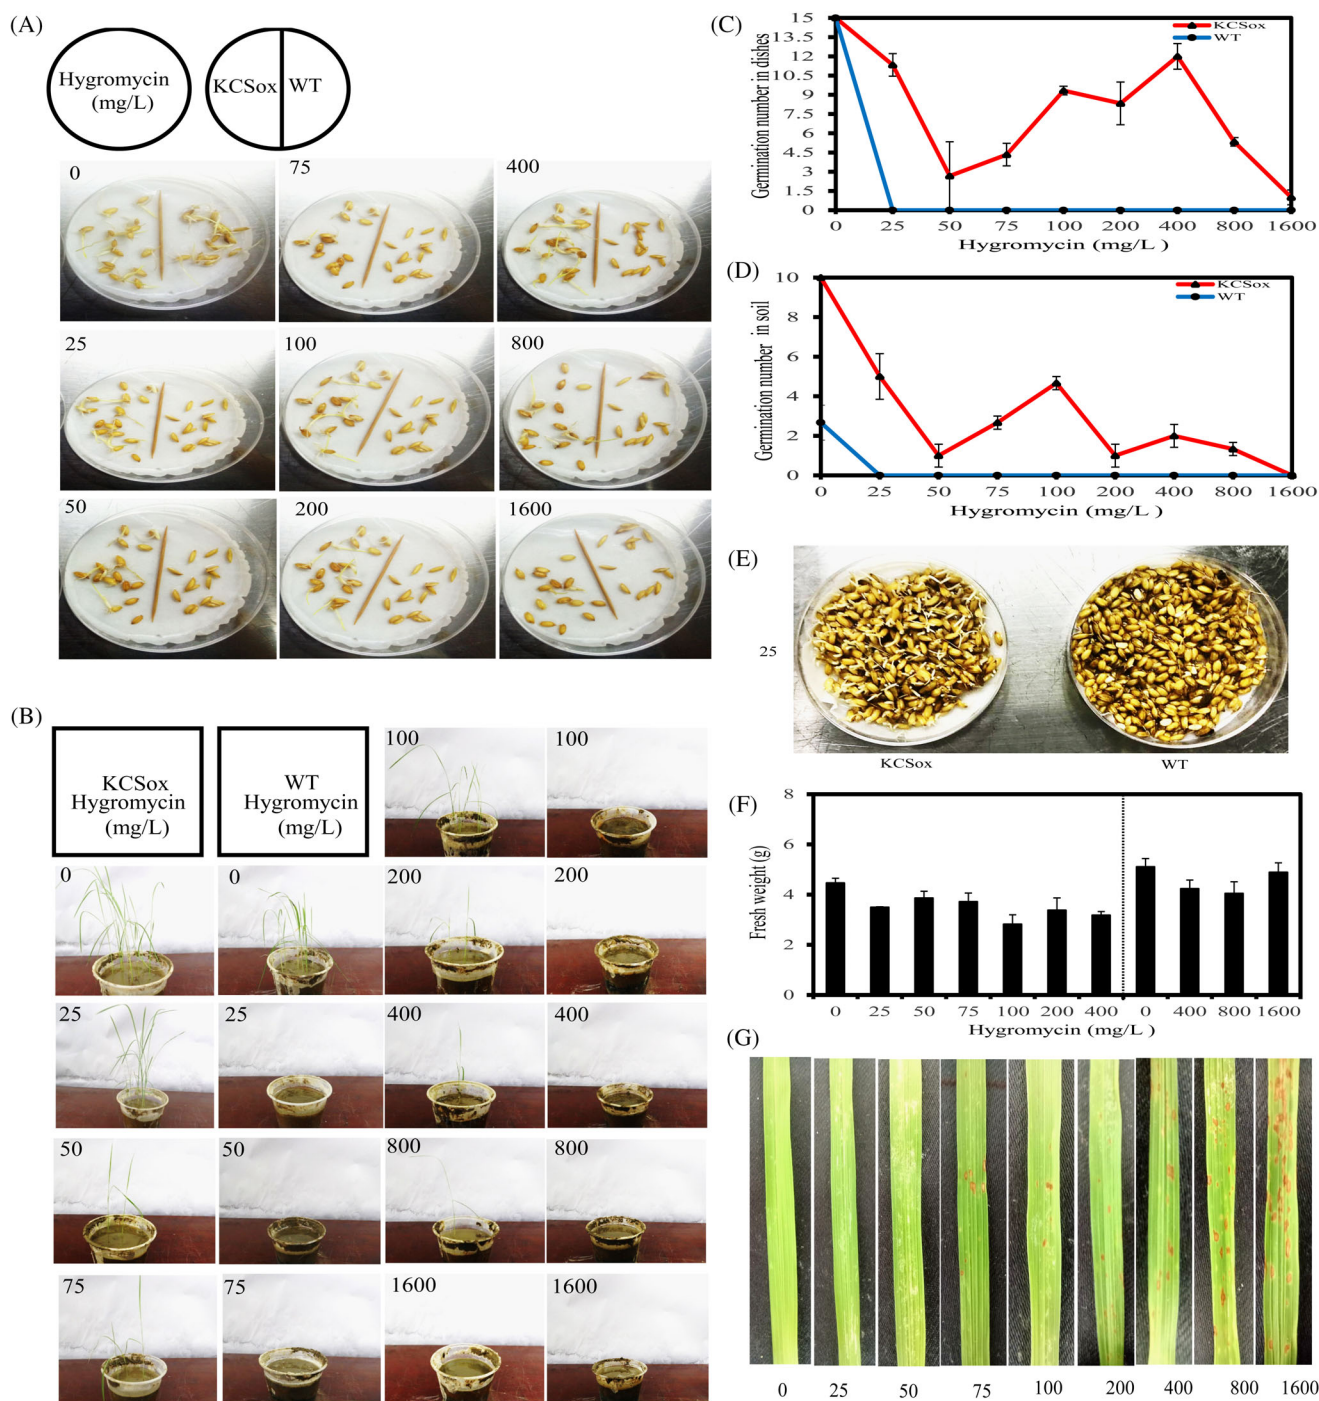 (A)
Hygromycin
(mg/L)
KCSox WT
0
75
400
25
100
800
50
200
1600
(B)
KCSox
Hygromycin
(mg/L)
WT
Hygromycin
(mg/L)
100
100
0
0
200
200
25
25
400
400
50
50
800
800
75
75
1600
1600
(C)
Germination number in dishes
15
13.5
12
10.5
9
7.5
6
4.5
3
1.5
0
KCSox
WT
0 25 50 75 100 200 400 800 1600
Hygromycin (mg/L )
(D)
Germination number in soil
10
8
6
4
2
0
KCSox
WT
0 25 50 75 100 200 400 800 1600
Hygromycin (mg/L )
(E)
25
KCSox
WT
(F)
Fresh weight (g)
8
6
4
2
0
0 25 50 75 100 200 400 0 400 800 1600
Hygromycin (mg/L )
(G)
0 25 50 75 100 200 400 800 1600